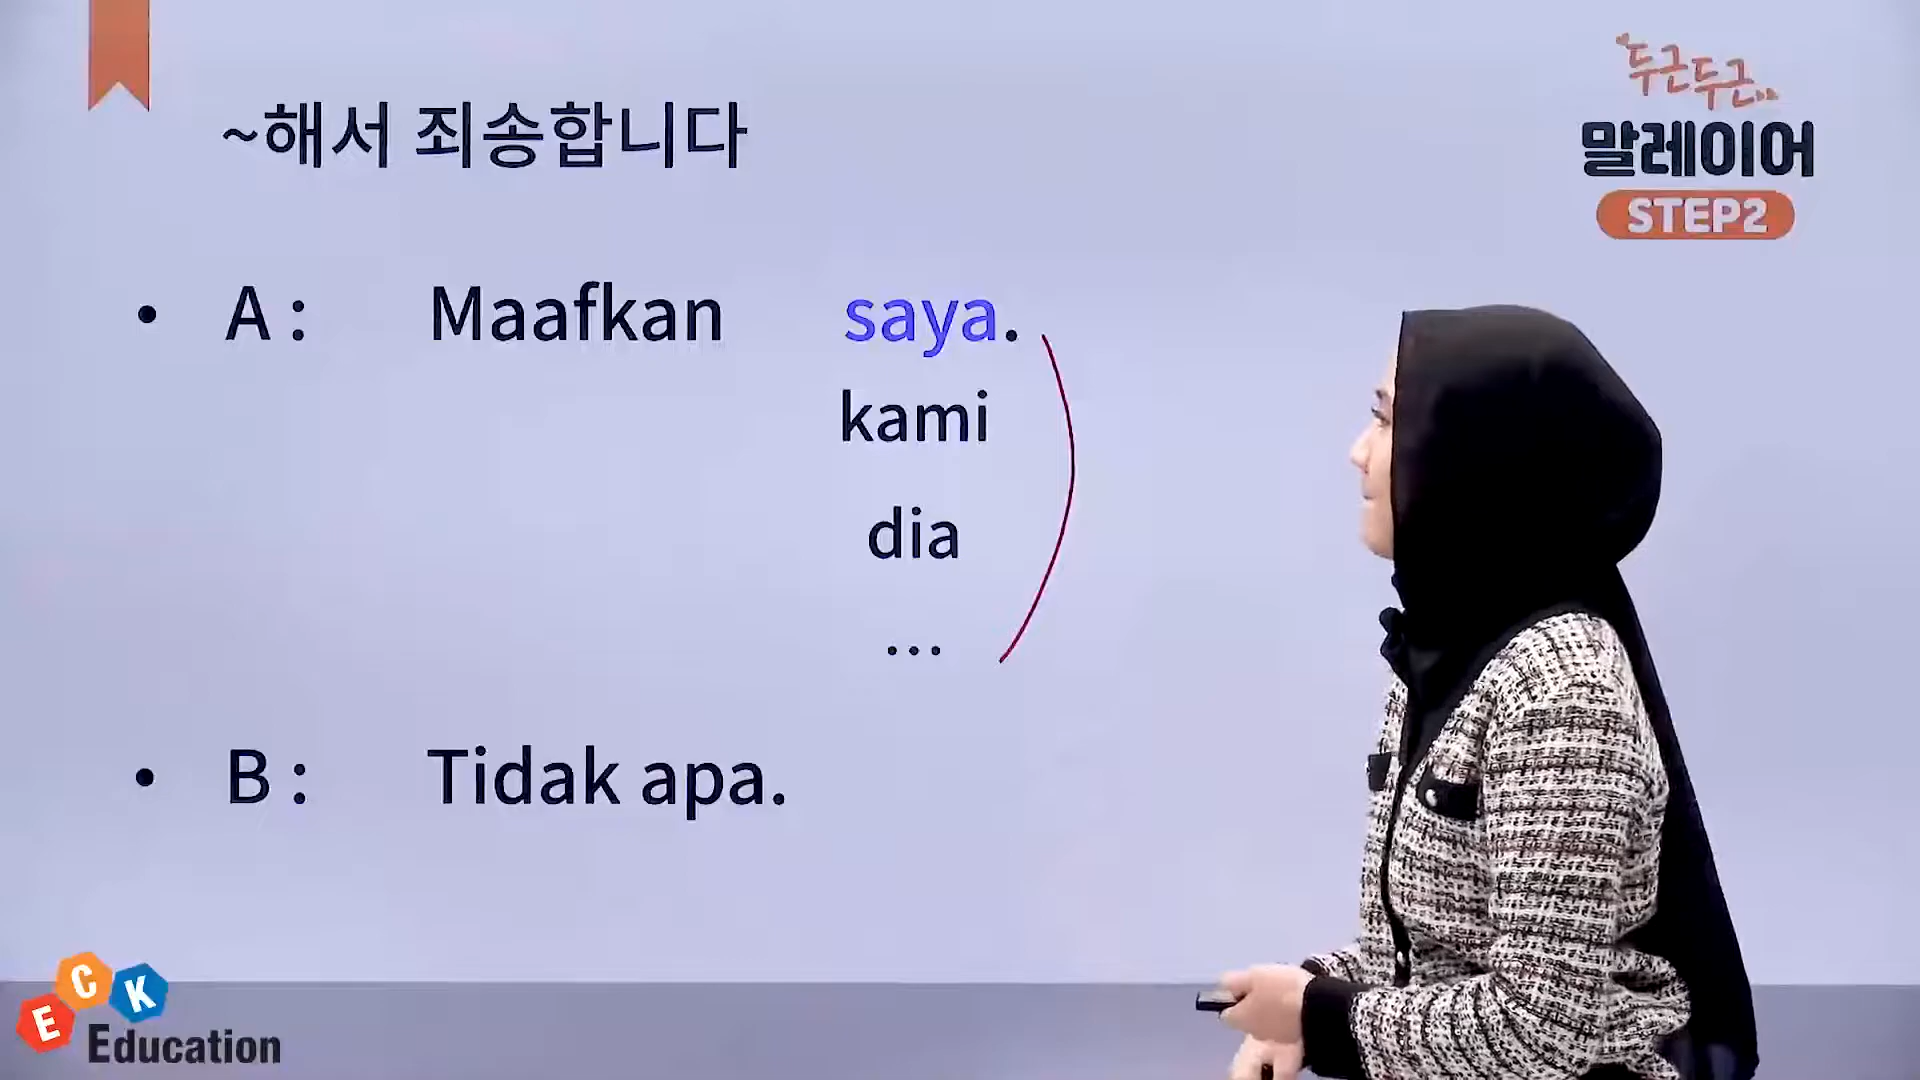 ~해서 죄송합니다
두근두근
말레이어
STEP2
• A : Maafkan saya.
kami
dia
...
• B : Tidak apa.
ECK
Education